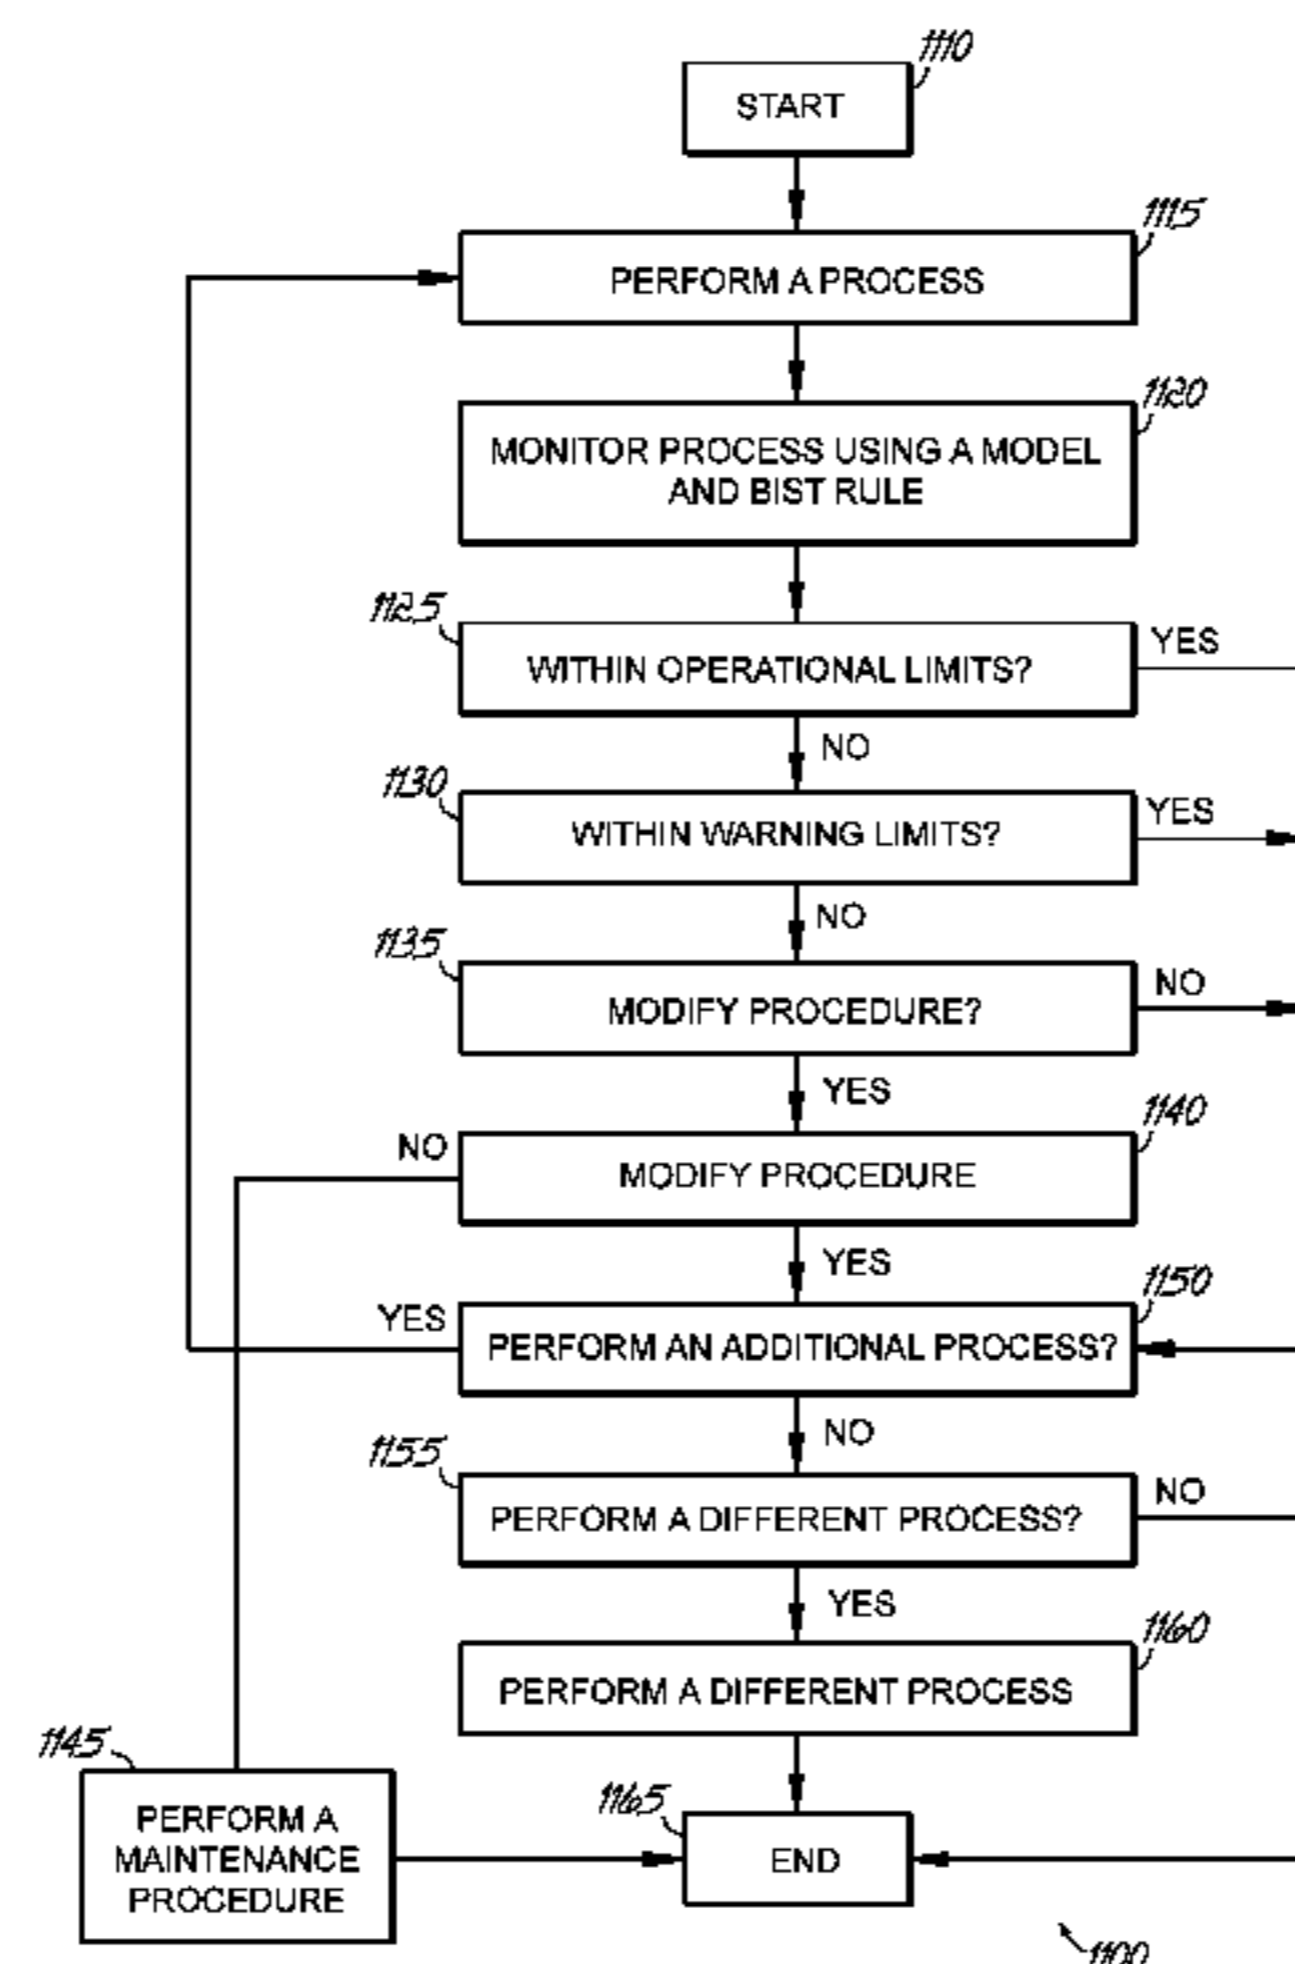 1110
START
1115
PERFORM A PROCESS
1120
MONITOR PROCESS USING A MODEL
AND BIST RULE
1125
WITHIN OPERATIONAL LIMITS?
YES
NO
1130
WITHIN WARNING LIMITS?
YES
NO
1135
MODIFY PROCEDURE?
NO
YES
1140
NO
MODIFY PROCEDURE
YES
1150
YES
PERFORM AN ADDITIONAL PROCESS?
NO
1155
PERFORM A DIFFERENT PROCESS?
NO
YES
1160
PERFORM A DIFFERENT PROCESS
1145
PERFORM A
MAINTENANCE
PROCEDURE
1165
END
1100